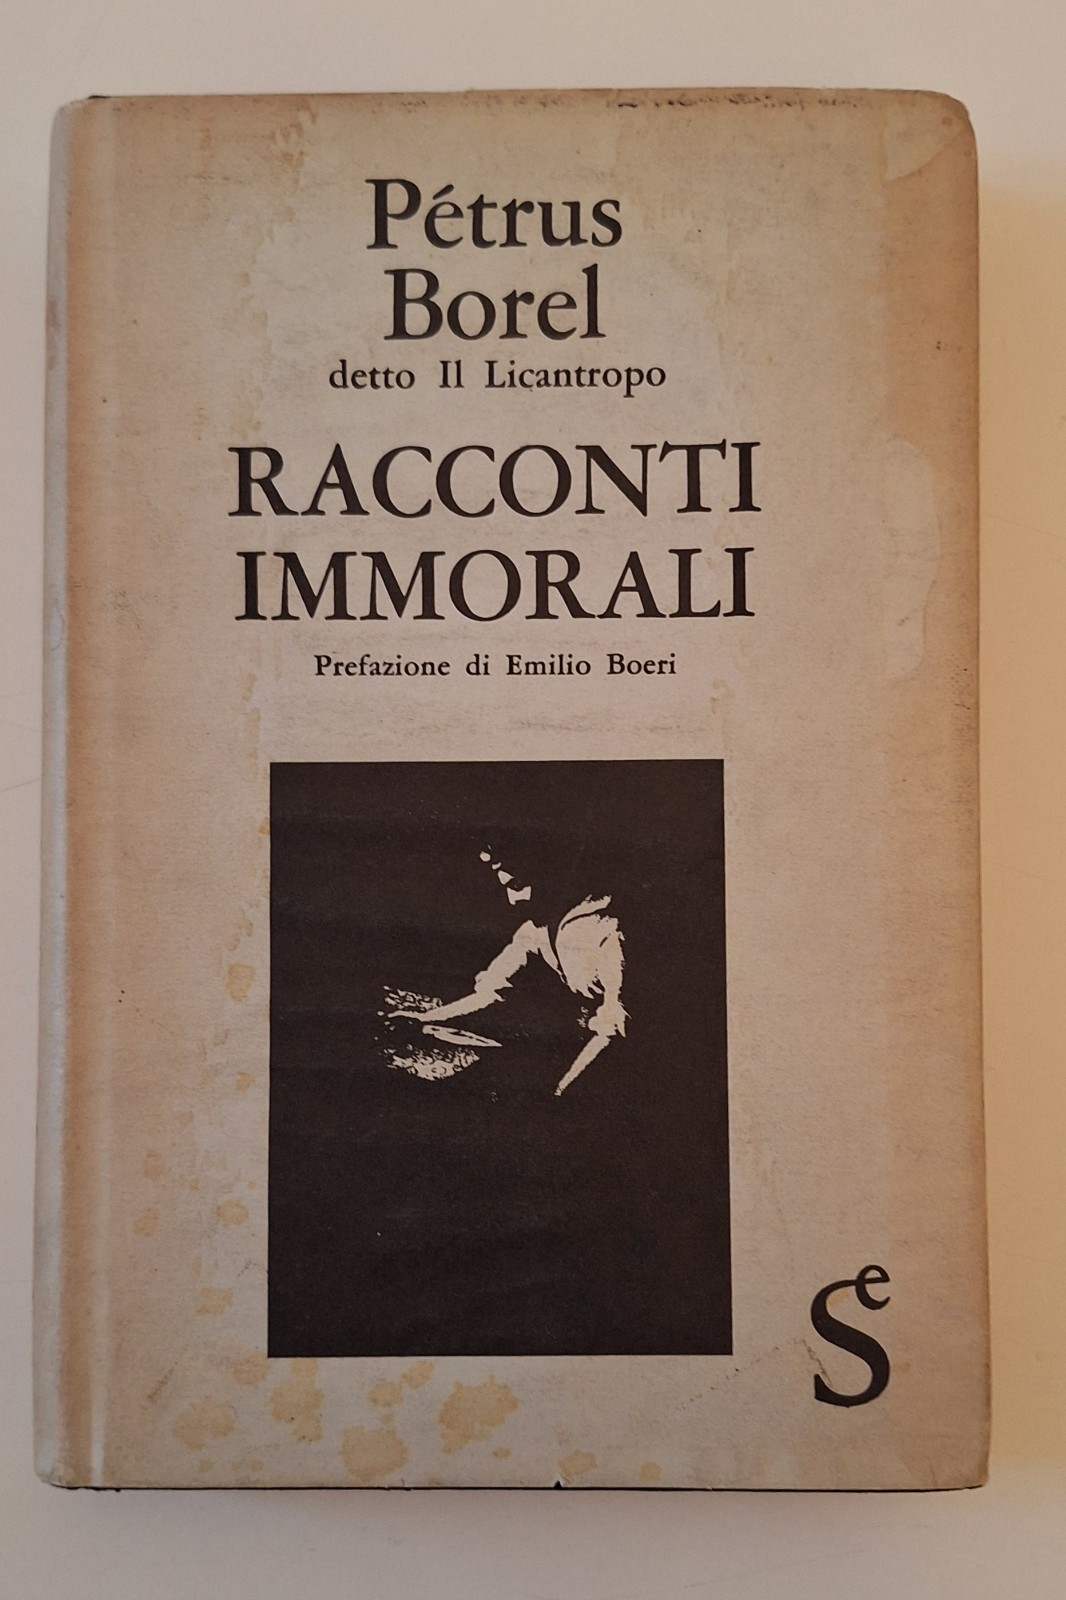 Pétrus
Borel
detto Il Licantropo
RACCONTI
IMMORALI
Prefazione di Emilio Boeri
Se